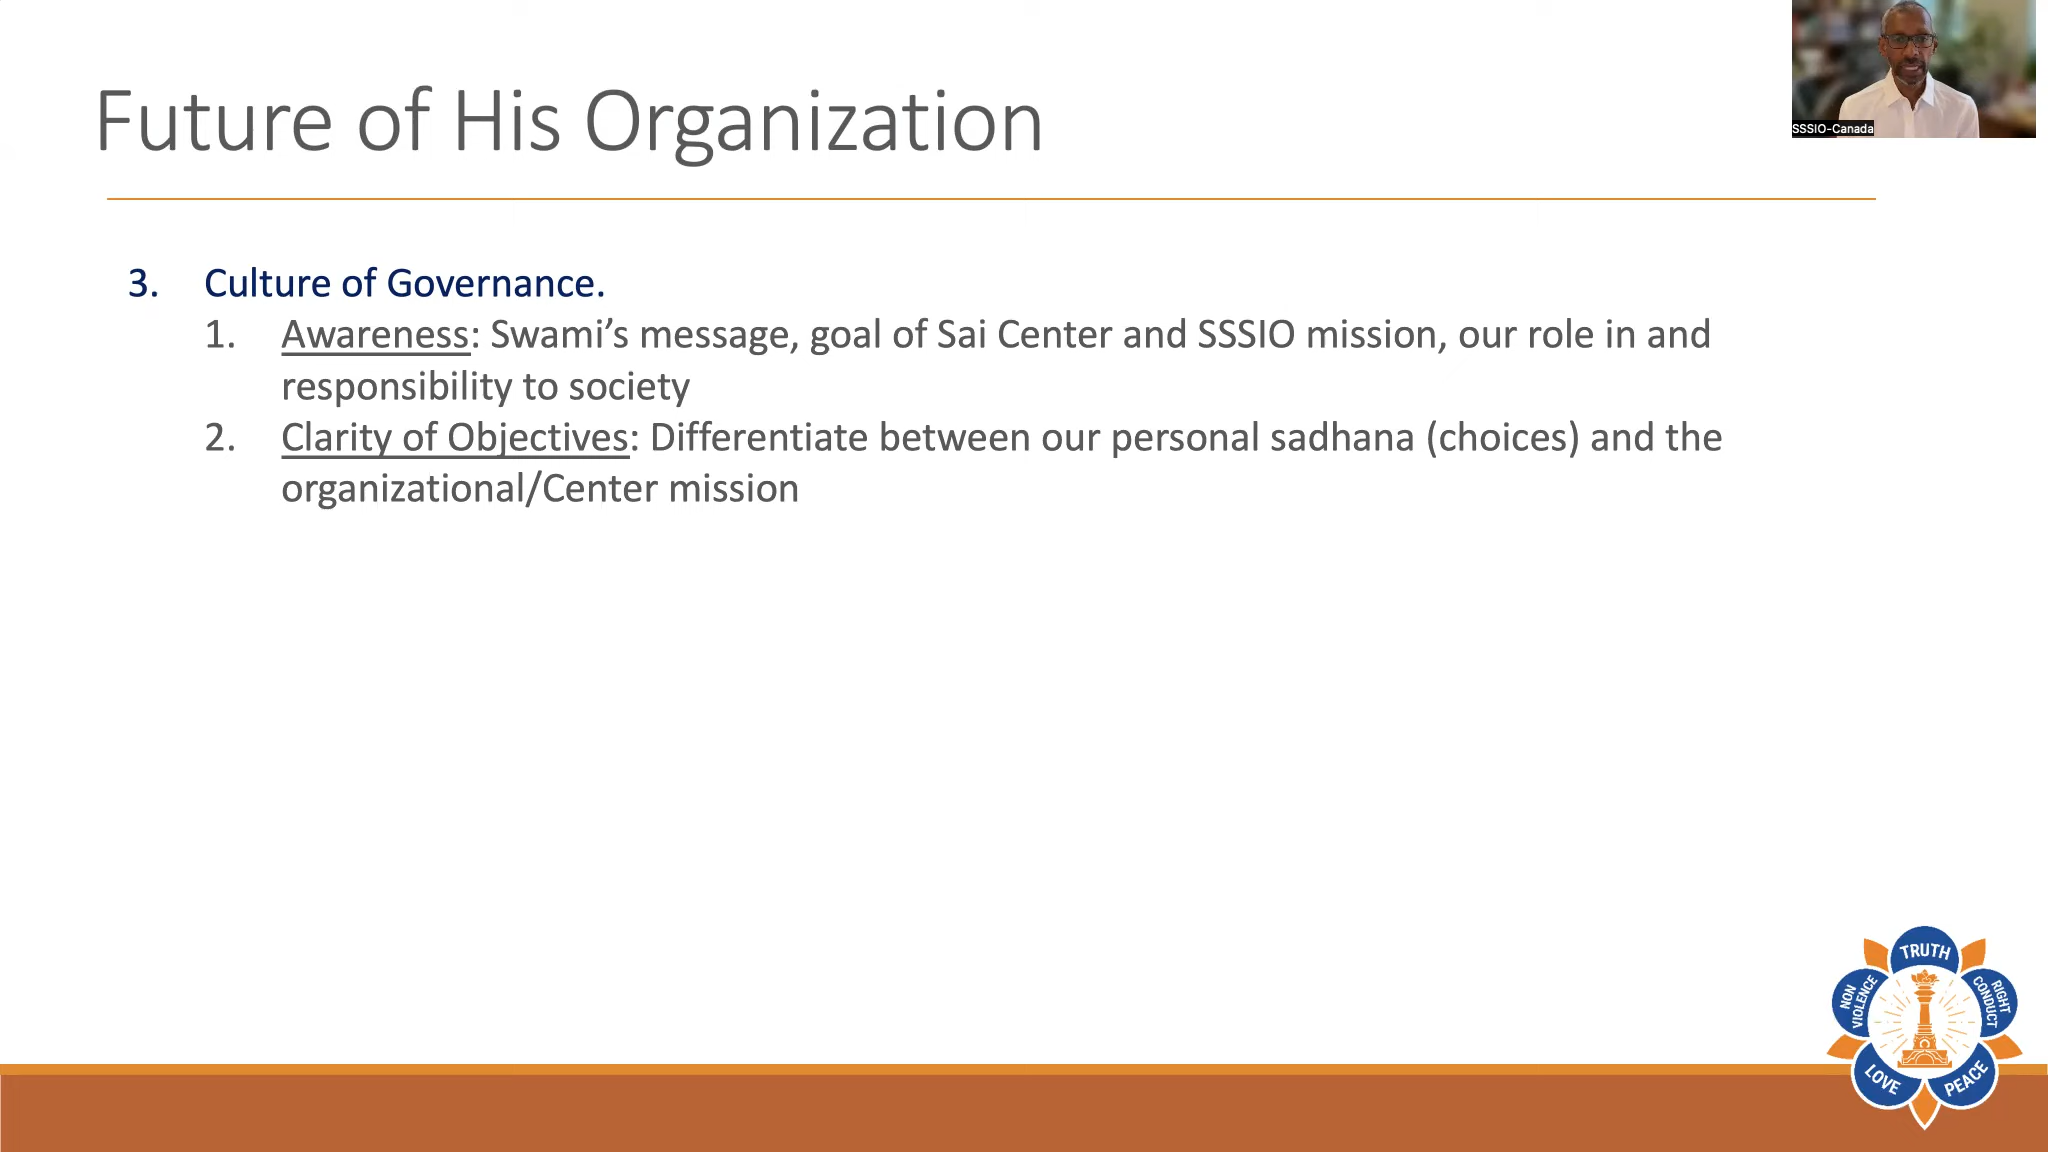 Future of His Organization
SSSIO-Canada
3. Culture of Governance.
1. Awareness: Swami’s message, goal of Sai Center and SSSIO mission, our role in and
responsibility to society
2. Clarity of Objectives: Differentiate between our personal sadhana (choices) and the
organizational/Center mission
TRUTH
NON
VIOLENCE
RIGHT
CONDUCT
LOVE
PEACE